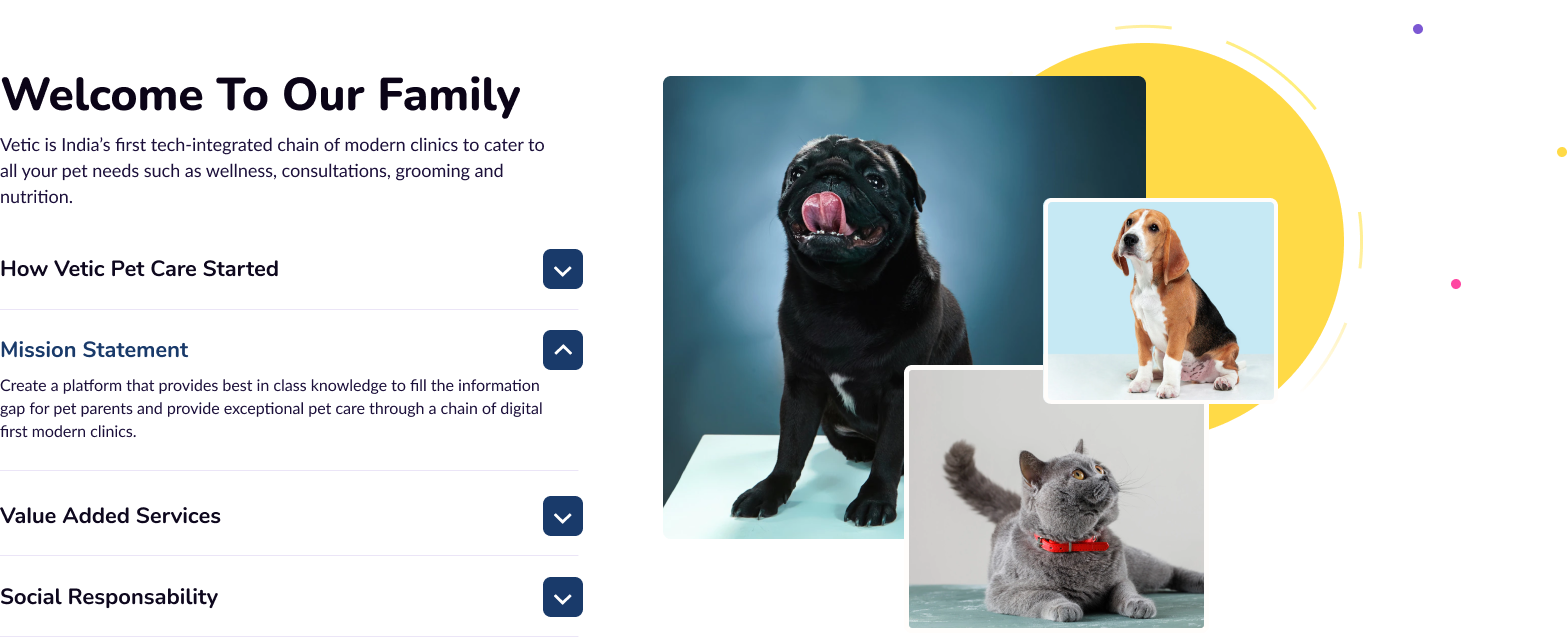 Welcome To Our Family
Vetic is India’s first tech-integrated chain of modern clinics to cater to
all your pet needs such as wellness, consultations, grooming and
nutrition.
How Vetic Pet Care Started
Mission Statement
Create a platform that provides best in class knowledge to fill the information
gap for pet parents and provide exceptional pet care through a chain of digital
first modern clinics.
Value Added Services
Social Responsability